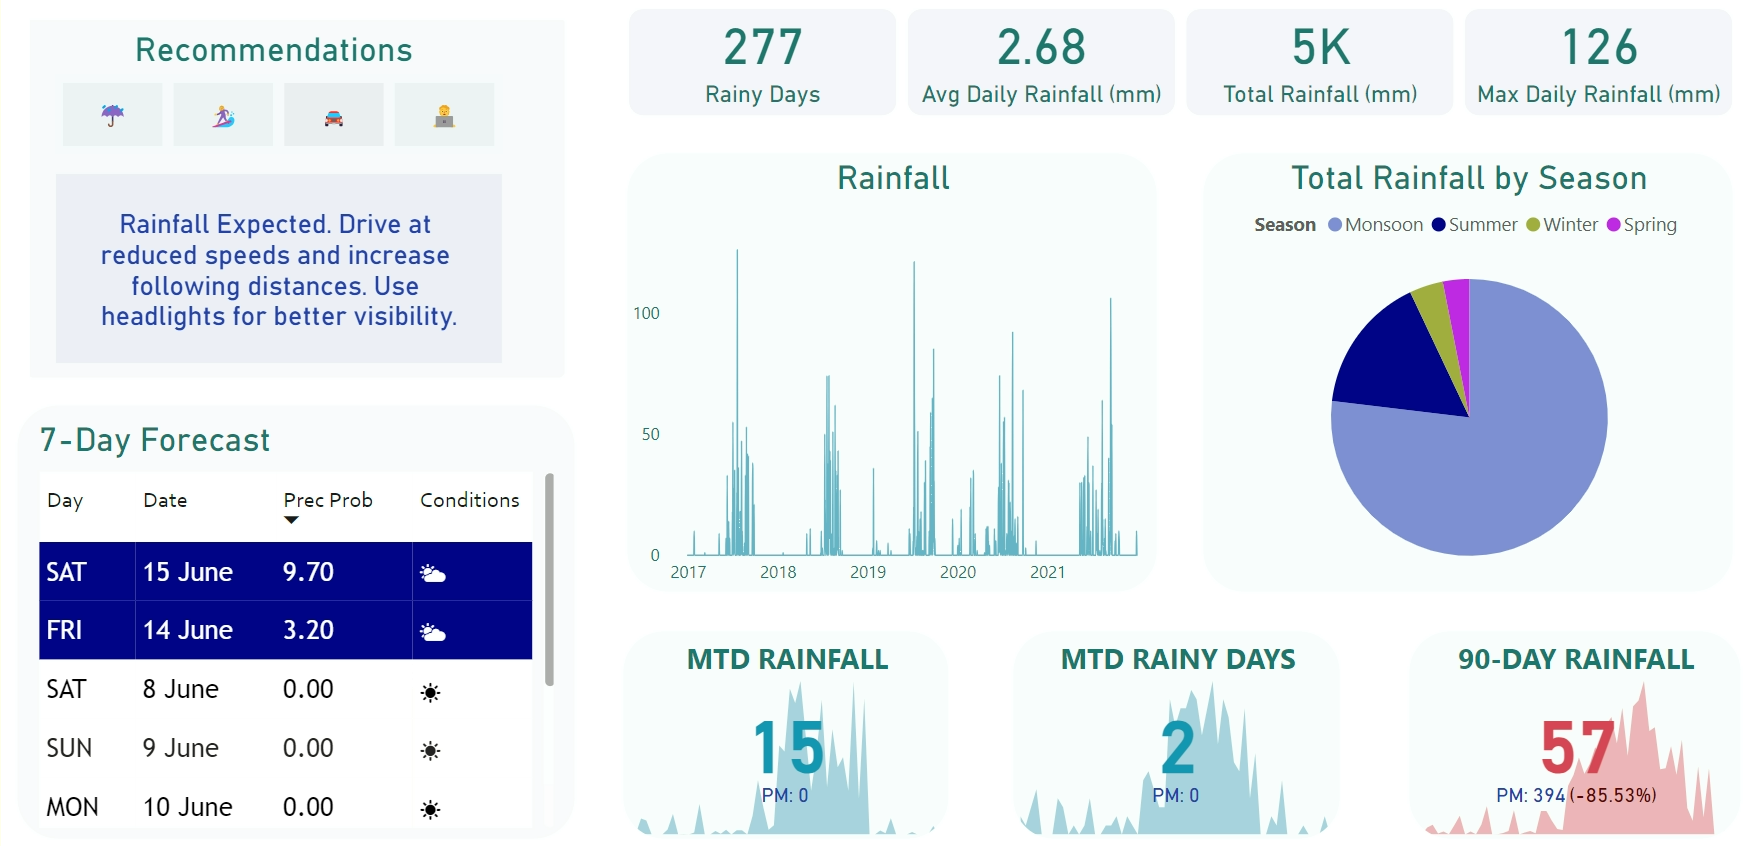 Recommendations
Rainfall Expected. Drive at
reduced speeds and increase
following distances. Use
headlights for better visibility.
7-Day Forecast
Day Date Prec Prob Conditions
SAT 15 June 9.70
FRI 14 June 3.20
SAT 8 June 0.00
SUN 9 June 0.00
MON 10 June 0.00
277
Rainy Days
2.68
Avg Daily Rainfall (mm)
5K
Total Rainfall (mm)
126
Max Daily Rainfall (mm)
Rainfall
100
50
0
2017 2018 2019 2020 2021
Total Rainfall by Season
Season Monsoon Summer Winter Spring
MTD RAINFALL
15
PM: 0
MTD RAINY DAYS
2
PM: 0
90-DAY RAINFALL
57
PM: 394 (-85.53%)